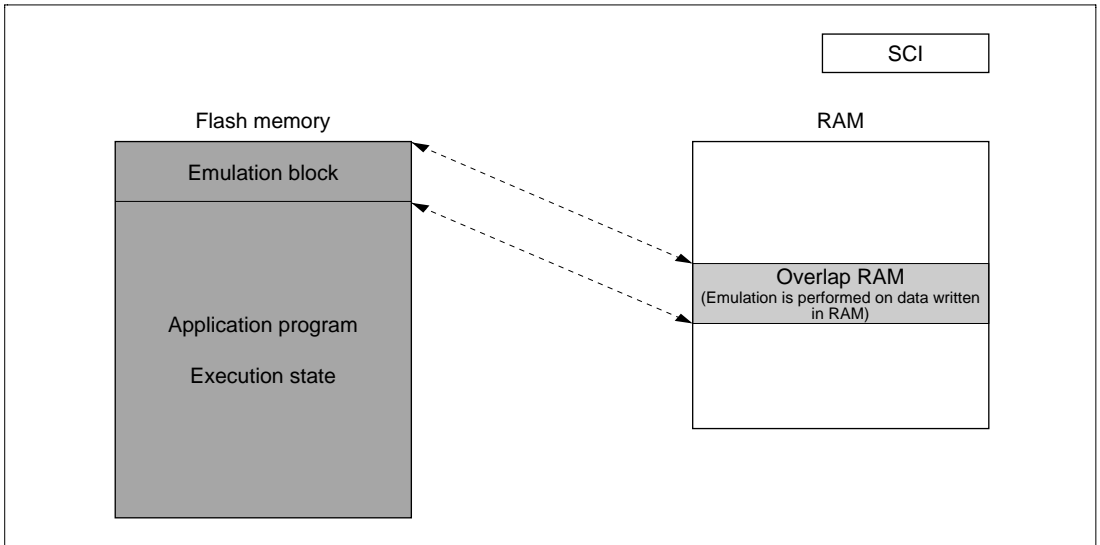 SCI
Flash memory
RAM
Emulation block
Overlap RAM
(Emulation is performed on data written
in RAM)
Application program
Execution state